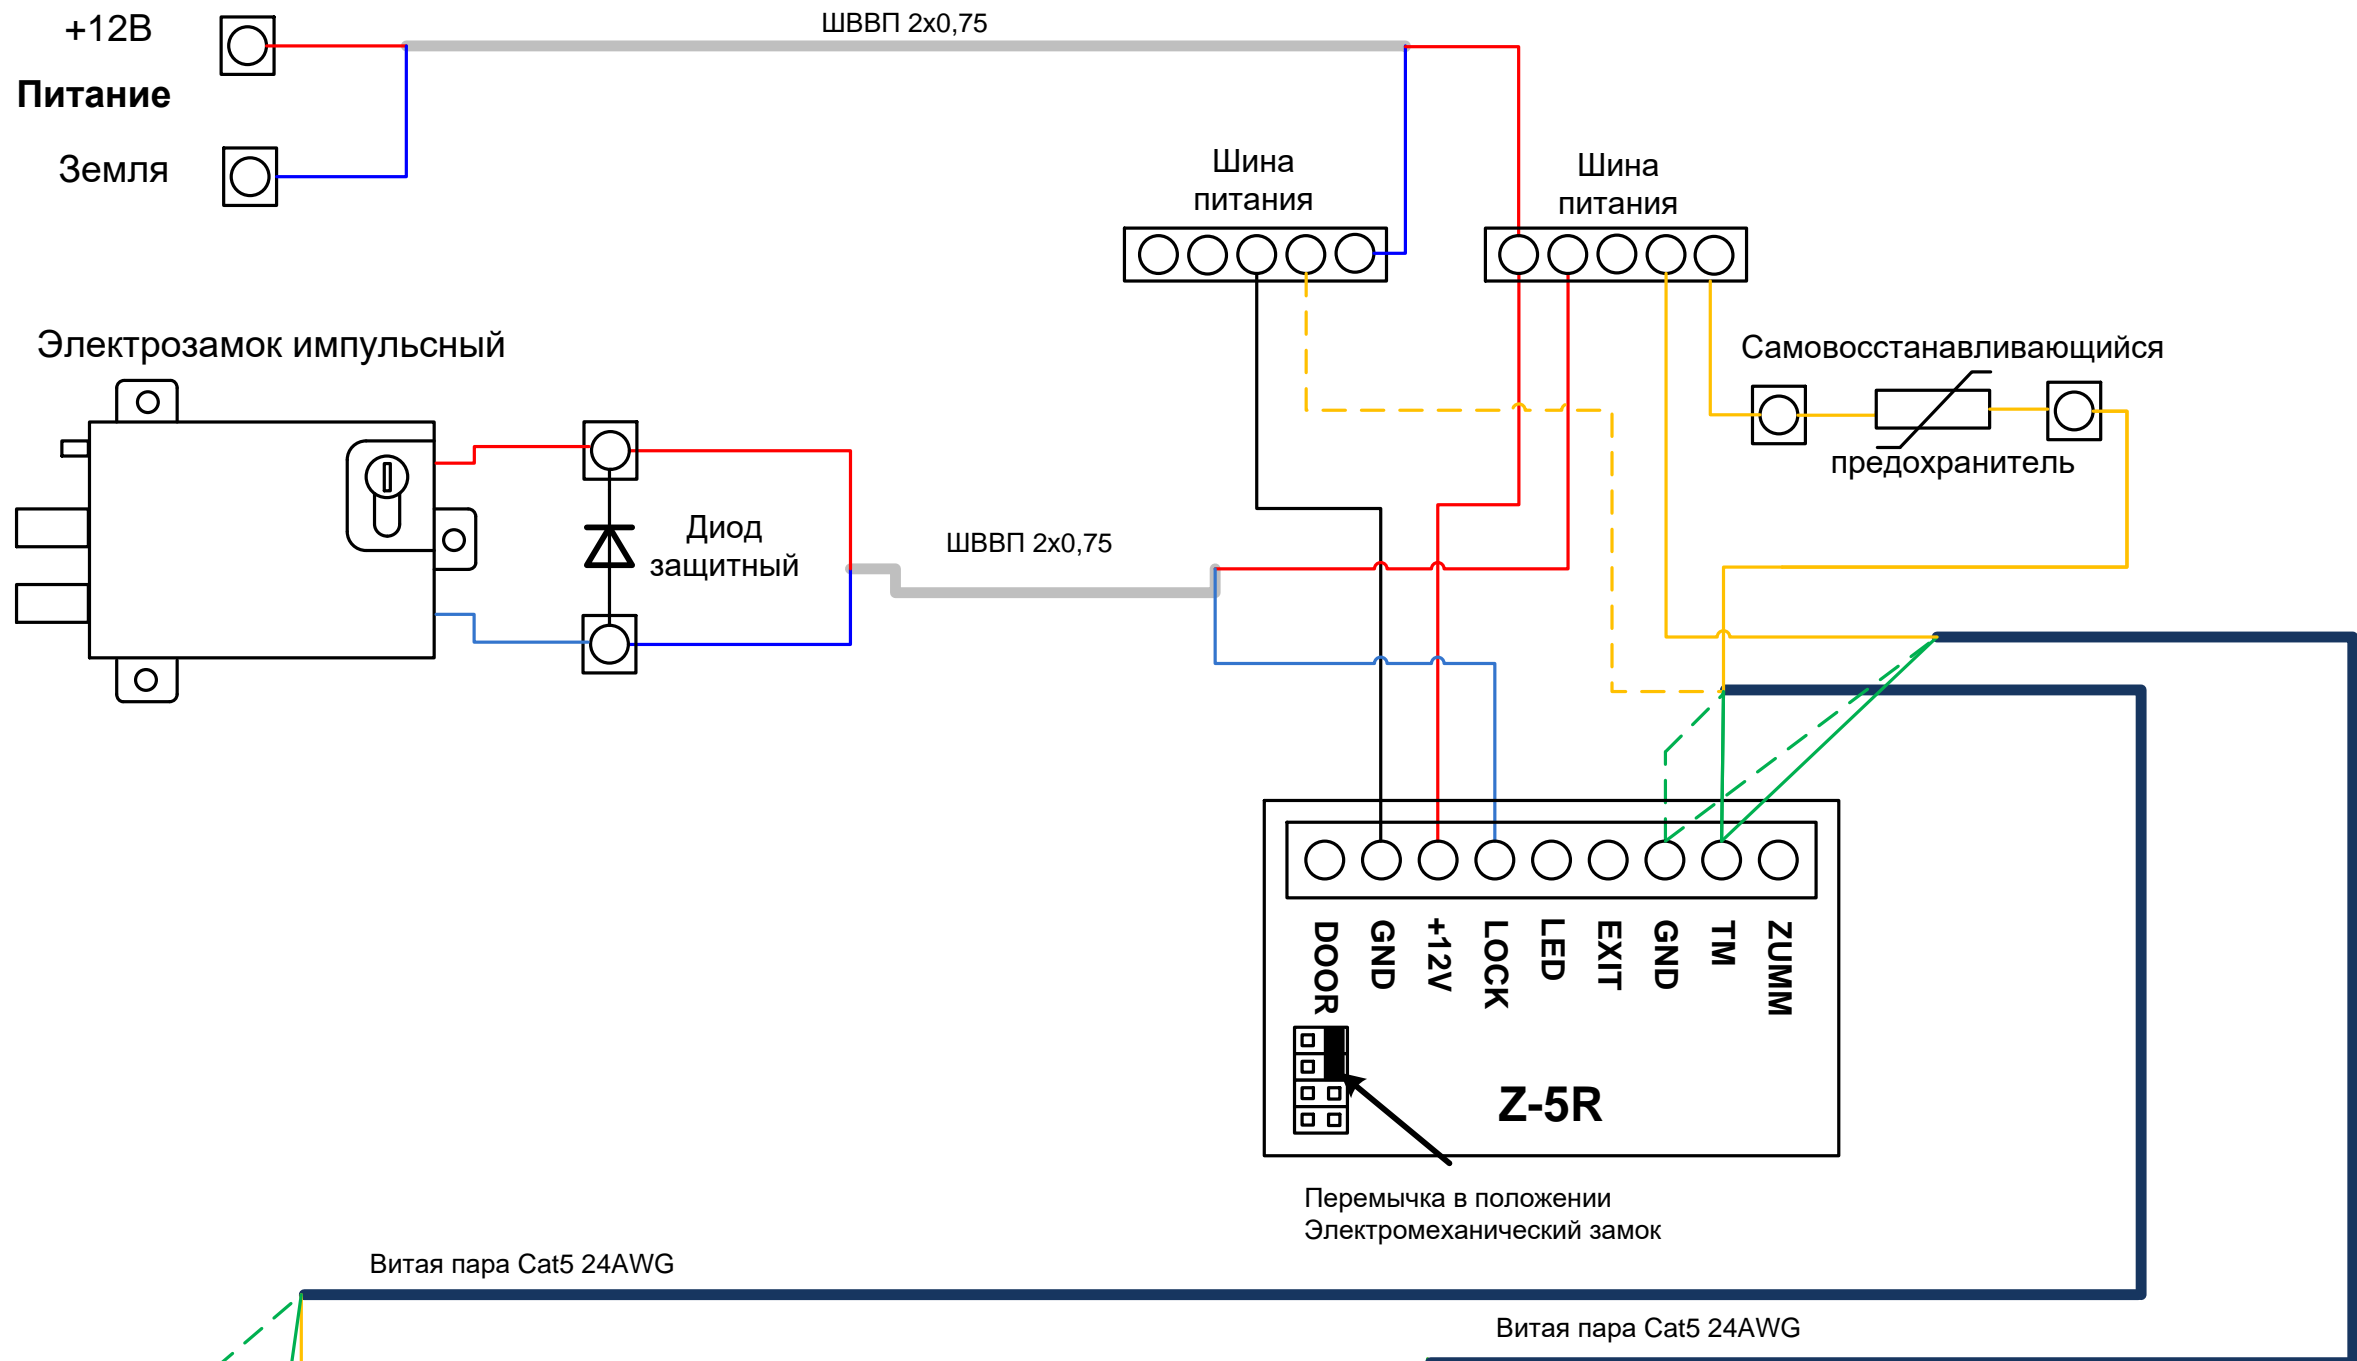 +12В
ШВВП 2х0,75
Питание
Земля
Шина
питания
Шина
питания
Электрозамок импульсный
Самовосстанавливающийся
предохранитель
Диод
защитный
ШВВП 2х0,75
DOOR
GND
+12V
LOCK
LED
EXIT
GND
TM
ZUMM
Z-5R
Перемычка в положении
Электромеханический замок
Витая пара Cat5 24AWG
Витая пара Cat5 24AWG